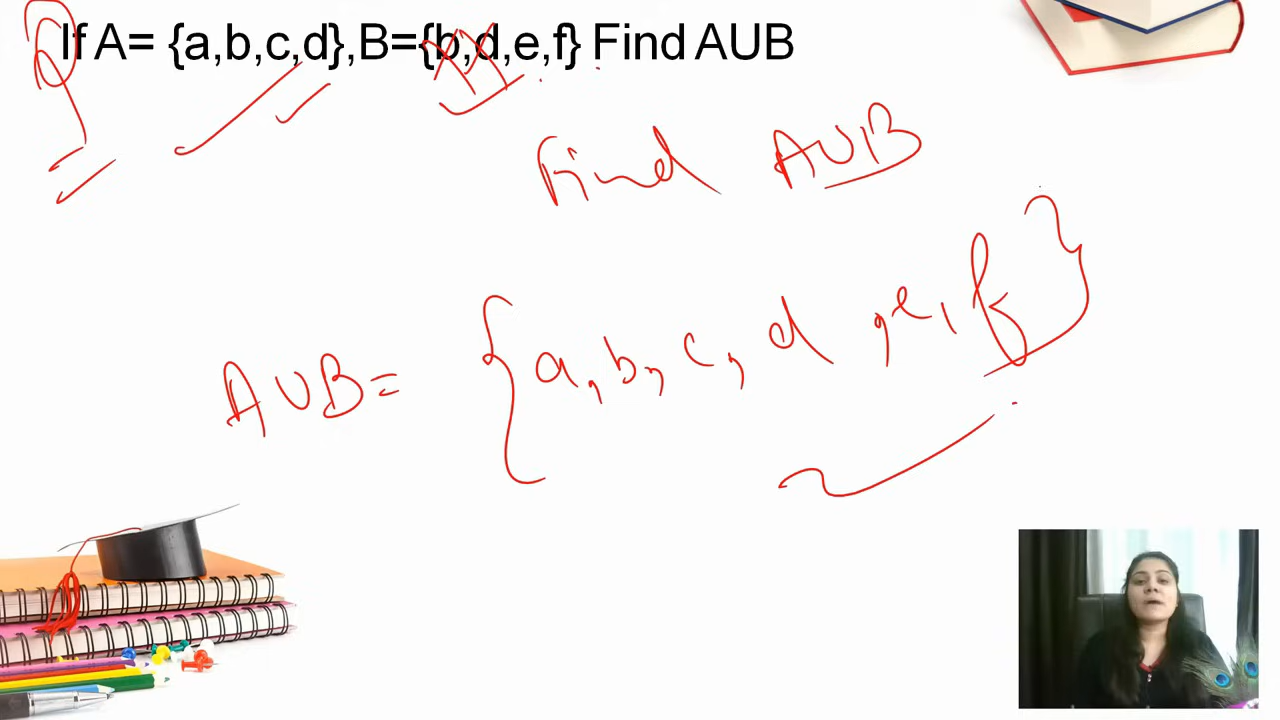 If A= {a,b,c,d},B={b,d,e,f} Find AUB
Find AUB
AUB= {a,b,c,d,e,f}